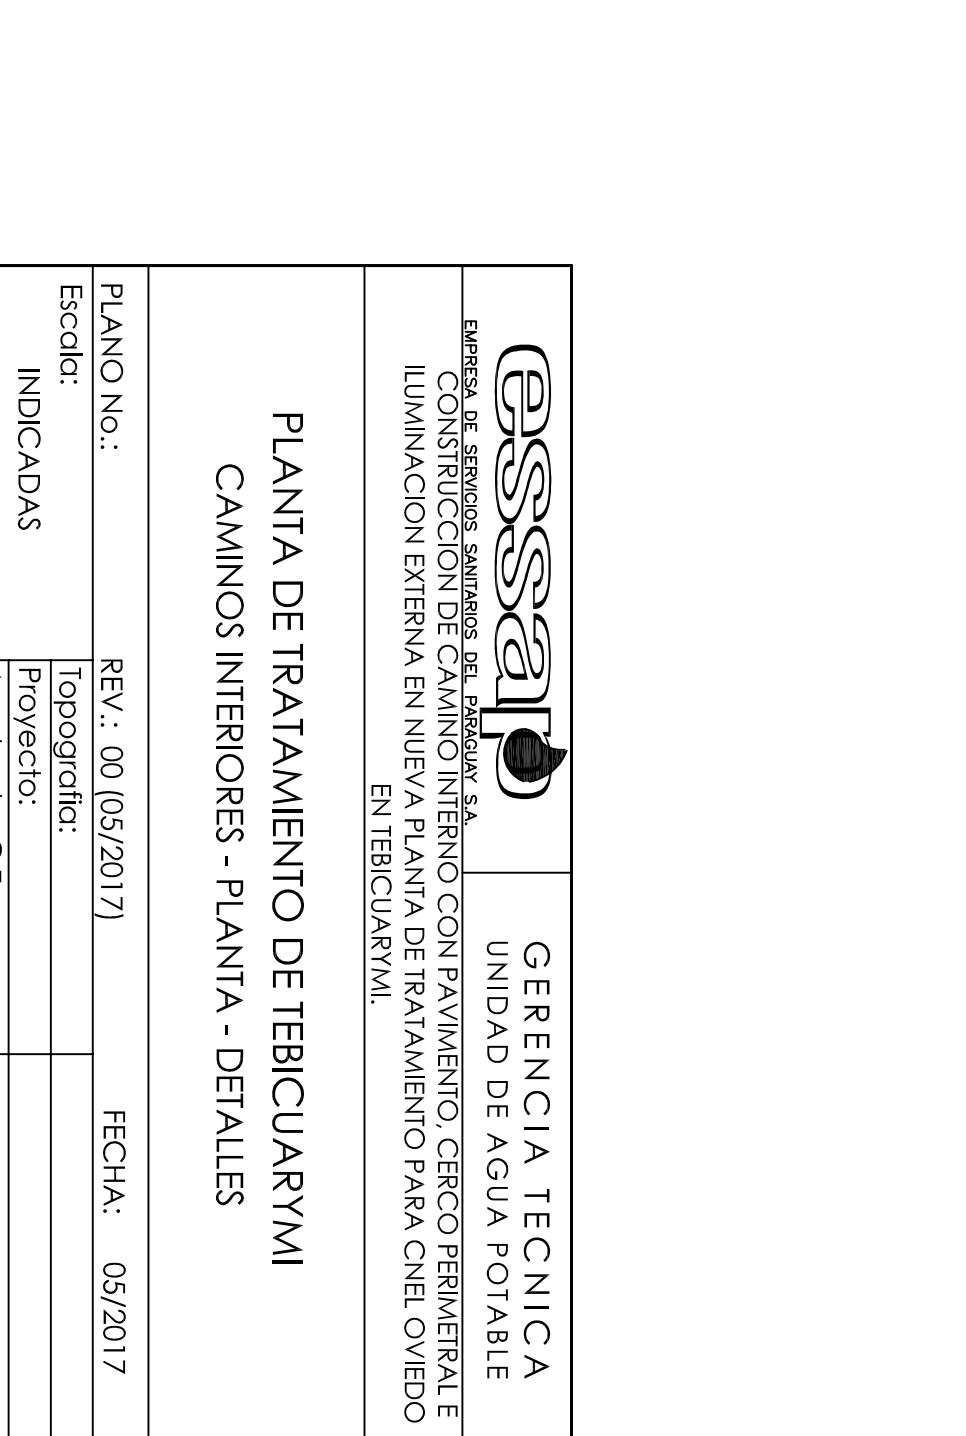 essap
EMPRESA DE SERVICIOS SANITARIOS DEL PARAGUAY S.A.
GERENCIA TECNICA
UNIDAD DE AGUA POTABLE
CONSTRUCCION DE CAMINO INTERNO CON PAVIMENTO, CERCO PERIMETRAL E
ILUMINACION EXTERNA EN NUEVA PLANTA DE TRATAMIENTO PARA CNEL OVIEDO
EN TEBICUARYMI.
PLANTA DE TRATAMIENTO DE TEBICUARYMI
CAMINOS INTERIORES - PLANTA - DETALLES
PLANO No.: REV.: 00 (05/2017) FECHA: 05/2017
Escala:
INDICADAS
Topografia:
Proyecto: